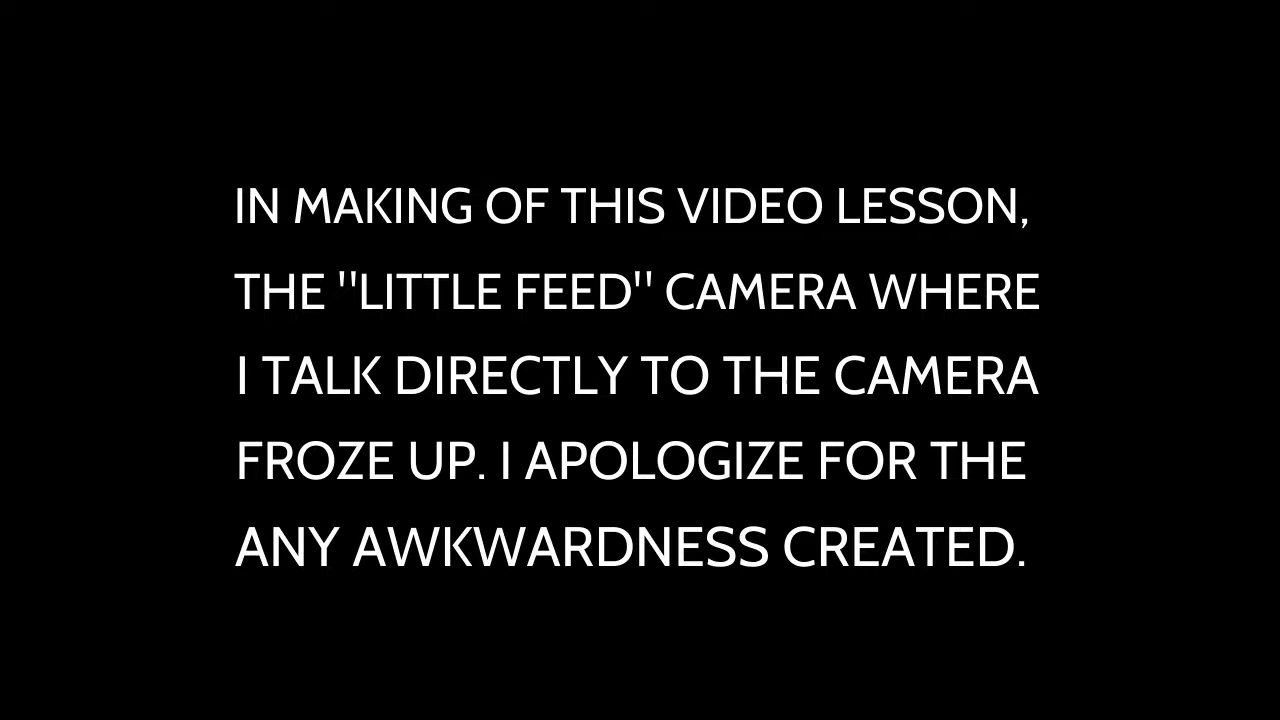 IN MAKING OF THIS VIDEO LESSON,
THE "LITTLE FEED" CAMERA WHERE
I TALK DIRECTLY TO THE CAMERA
FROZE UP. I APOLOGIZE FOR THE
ANY AWKWARDNESS CREATED.